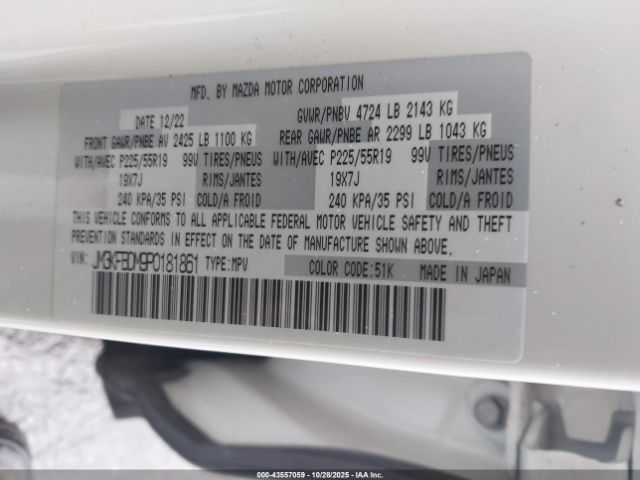 MFD. BY MAZDA MOTOR CORPORATION
DATE 12/22 GVWR/PNBV 4724 LB 2143 KG
FRONT GAWR/PNBE AV 2425 LB 1100 KG REAR GAWR/PNBE AR 2299 LB 1043 KG
WITH/AVEC P225/55R19 99V TIRES/PNEUS WITH/AVEC P225/55R19 99V TIRES/PNEUS
19X7J RIMS/JANTES 19X7J RIMS/JANTES
240 KPA/35 PSI COLD/A FROID 240 KPA/35 PSI COLD/A FROID
THIS VEHICLE CONFORMS TO ALL APPLICABLE FEDERAL MOTOR VEHICLE SAFETY AND THEFT
PREVENTION STANDARDS IN EFFECT ON THE DATE OF MANUFACTURE SHOWN ABOVE.
VIN: JM3KFBDM9P0181861 TYPE:MPV COLOR CODE:51K MADE IN JAPAN
000-43557059 | 10/28/2025 | IAAI.COM